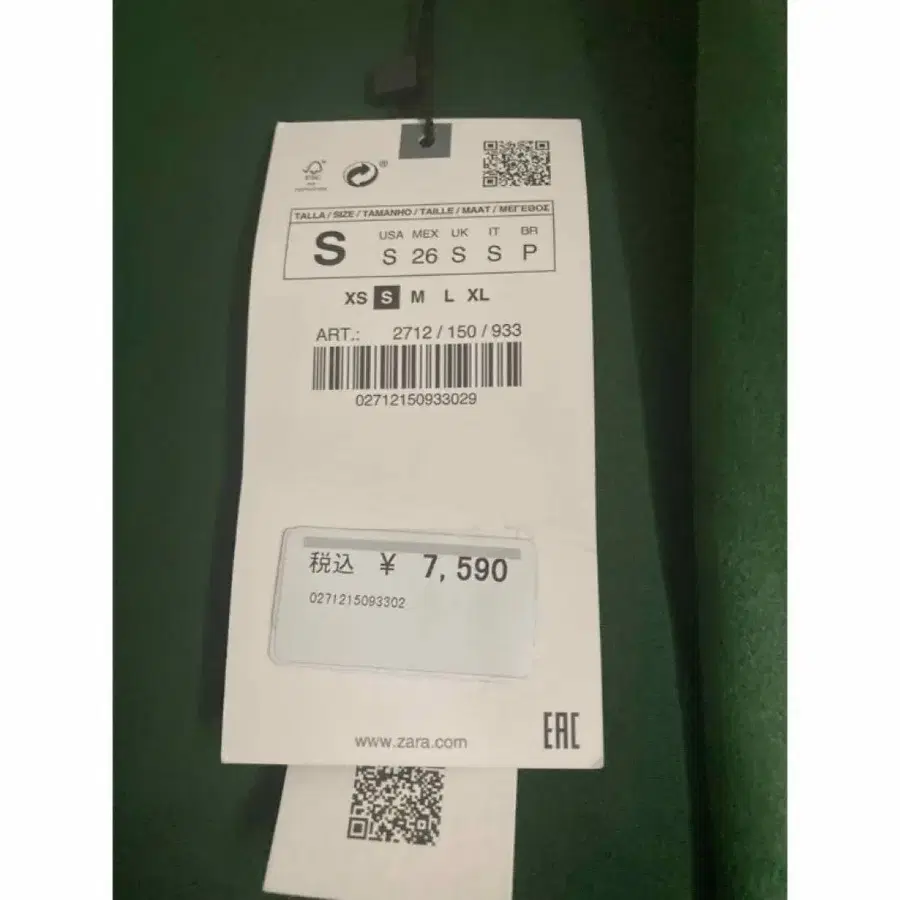 FSC
®
TALLA / SIZE / TAMANHO / TAILLE / MAAT / ΜΕΓΕΘΟΣ
S
USA MEX UK IT BR
S 26 S S P
XS S M L XL
ART.: 2712 / 150 / 933
02712150933029
税込 ¥ 7,590
0271215093302
www.zara.com
EAC